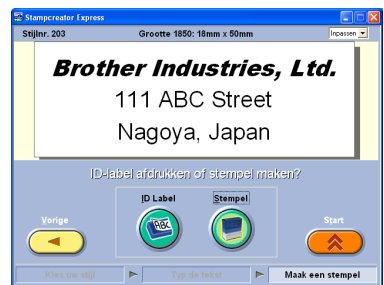 Stampcreator Express
Stijlnr. 203 Grootte 1850: 18mm x 50mm Inpassen
Brother Industries, Ltd.
111 ABC Street
Nagoya, Japan
ID-label afdrukken of stempel maken?
ID Label Stempel
Vorige Start
ABC
Kies uw stijl Typ de tekst Maak een stempel